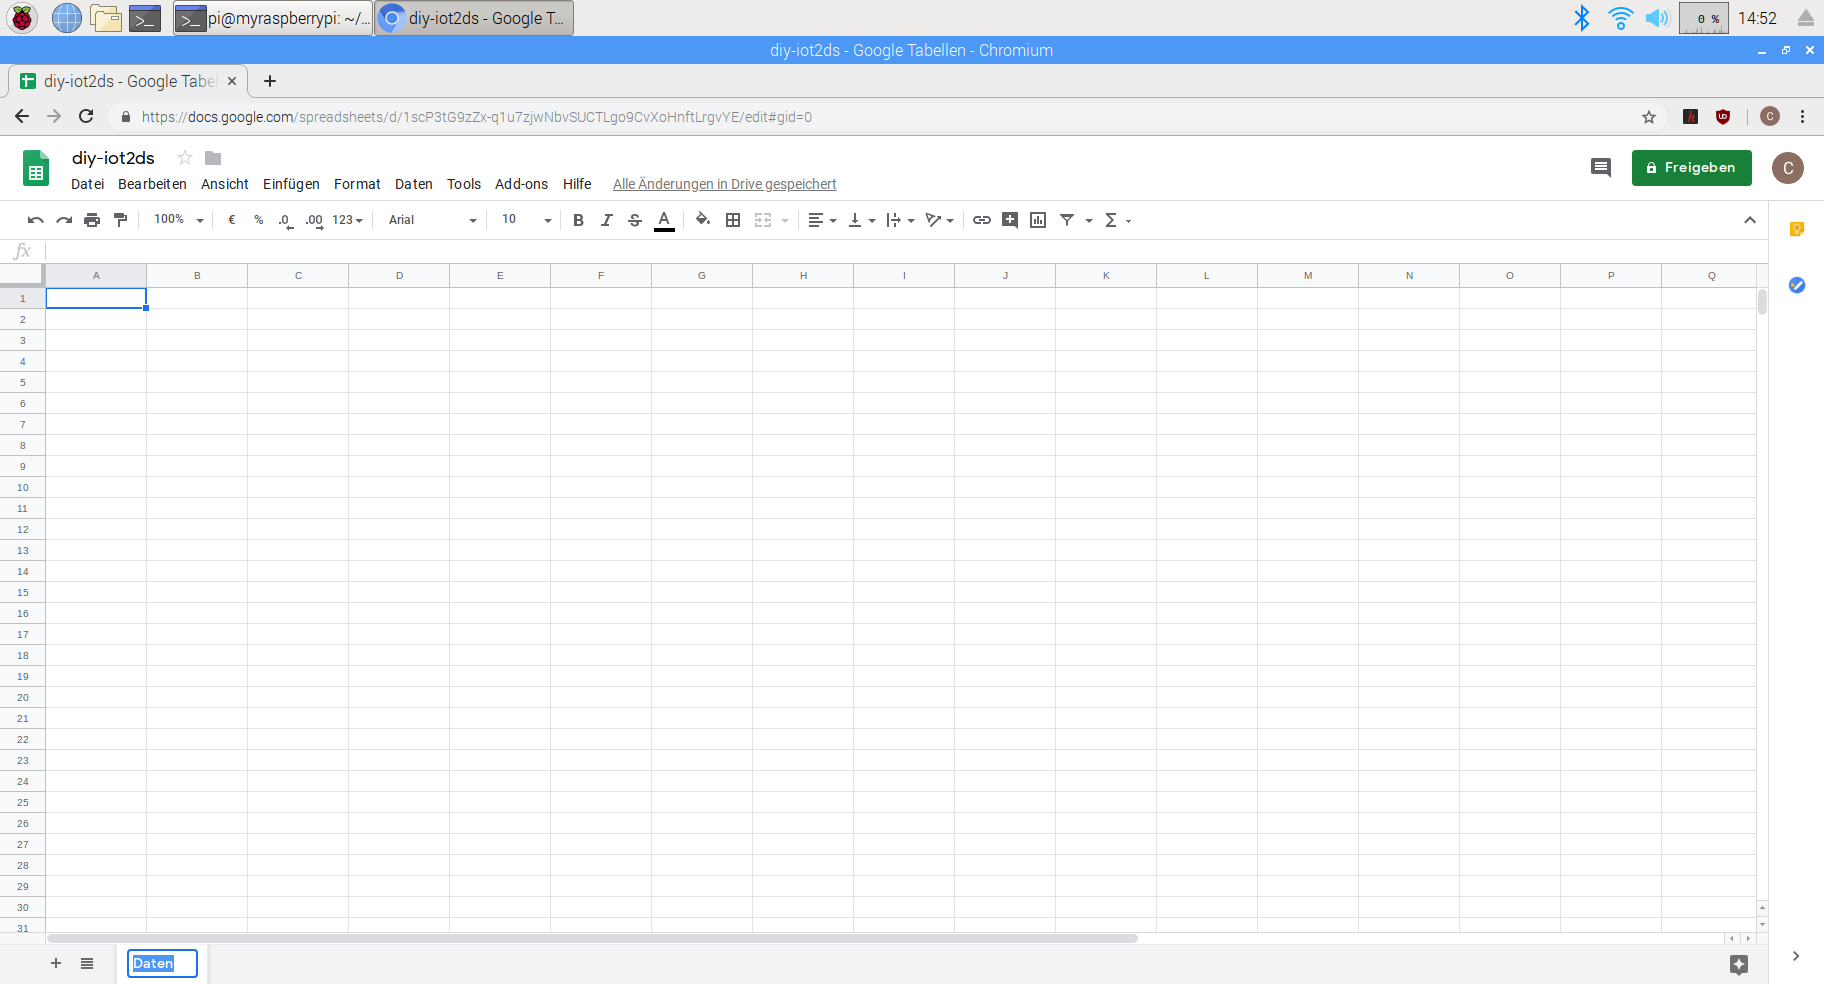 pi@myraspberrypi: ~/... diy-iot2ds - Google T... 0 % 14:52
diy-iot2ds - Google Tabellen - Chromium
diy-iot2ds - Google Tabe
https://docs.google.com/spreadsheets/d/1scP3tG9zZx-q1u7zjwNbvSUCTLgo9CvXoHnftLrgvYE/edit#gid=0 C
diy-iot2ds
Datei Bearbeiten Ansicht Einfügen Format Daten Tools Add-ons Hilfe Alle Änderungen in Drive gespeichert
Freigeben C
100% € % .0 .00 123 Arial 10 B I S A Σ
fx
A B C D E F G H I J K L M N O P Q
1
2
3
4
5
6
7
8
9
10
11
12
13
14
15
16
17
18
19
20
21
22
23
24
25
26
27
28
29
30
31
Daten